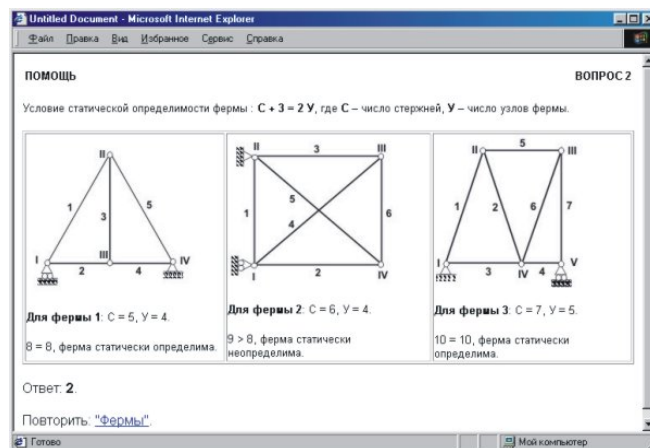 Untitled Document - Microsoft Internet Explorer
Файл Правка Вид Избранное Сервис Справка
ПОМОЩЬ ВОПРОС 2
Условие статической определимости фермы : С + 3 = 2 У, где С – число стержней, У – число узлов фермы.
II
1 3 5
I III IV
2 4
II 3 III
1 5 4 6
I 2 IV
II 5 III
1 2 6 7
I 3 IV 4 V
Для фермы 1: С = 5, У = 4.
8 = 8, ферма статически определима.
Для фермы 2: С = 6, У = 4.
9 > 8, ферма статически
неопределима.
Для фермы 3: С = 7, У = 5.
10 = 10, ферма статически
определима.
Ответ: 2.
Повторить: "Фермы".
Готово Мой компьютер